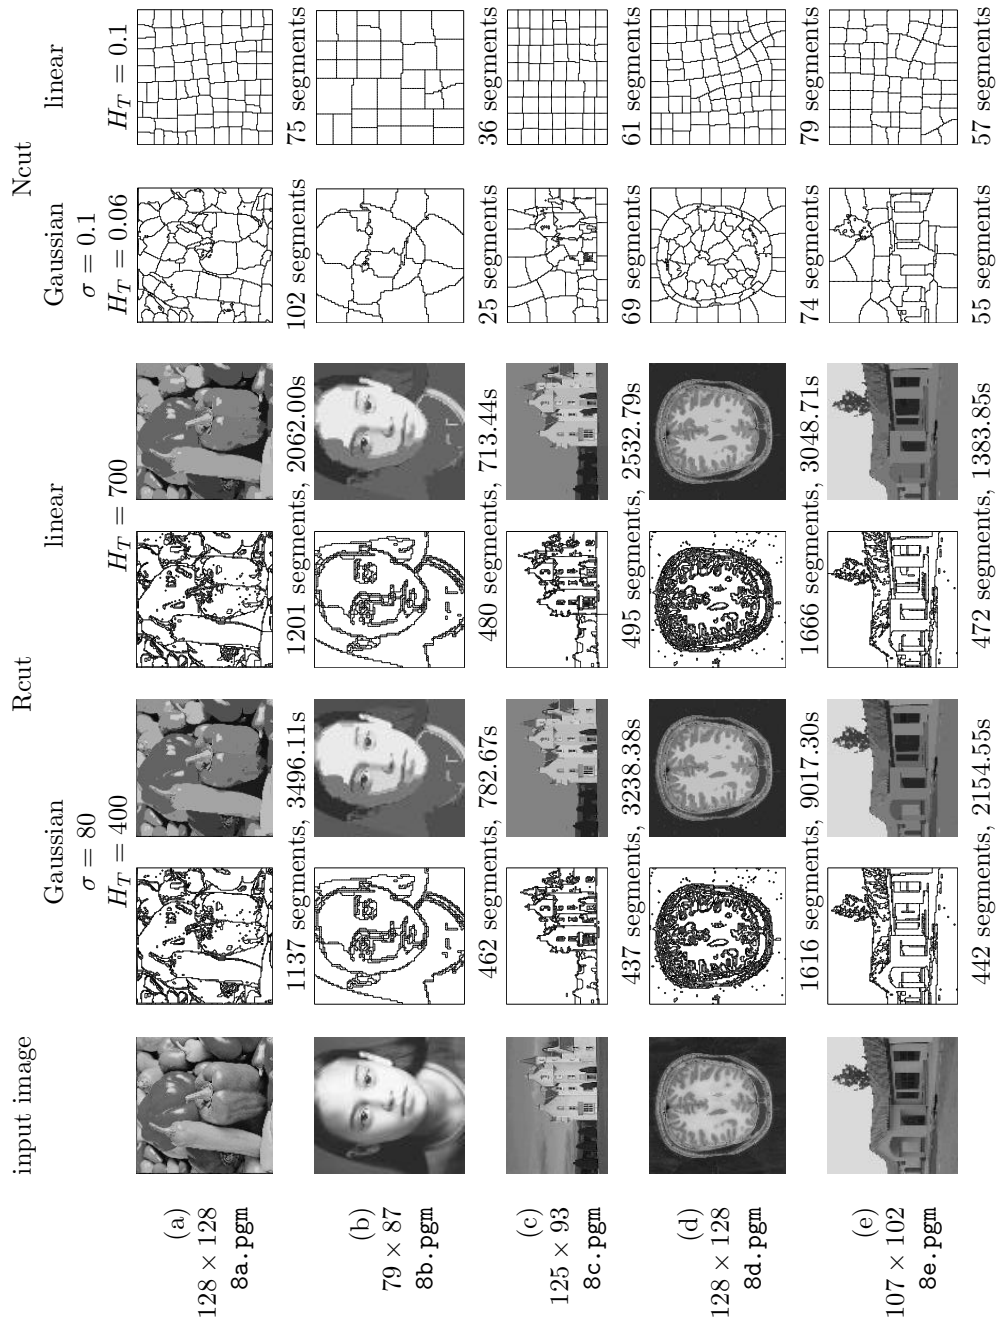 Rcut
Ncut
input image
Gaussian
linear
Gaussian
linear
σ = 80
H_T = 700
σ = 0.1
H_T = 0.1
H_T = 400
H_T = 0.06
(a)
128 × 128
8a.pgm
1137 segments, 3496.11s
1201 segments, 2062.00s
102 segments
75 segments
(b)
79 × 87
8b.pgm
462 segments, 782.67s
480 segments, 713.44s
25 segments
36 segments
(c)
125 × 93
8c.pgm
437 segments, 3238.38s
495 segments, 2532.79s
69 segments
61 segments
(d)
128 × 128
8d.pgm
1616 segments, 9017.30s
1666 segments, 3048.71s
74 segments
79 segments
(e)
107 × 102
8e.pgm
442 segments, 2154.55s
472 segments, 1383.85s
55 segments
57 segments